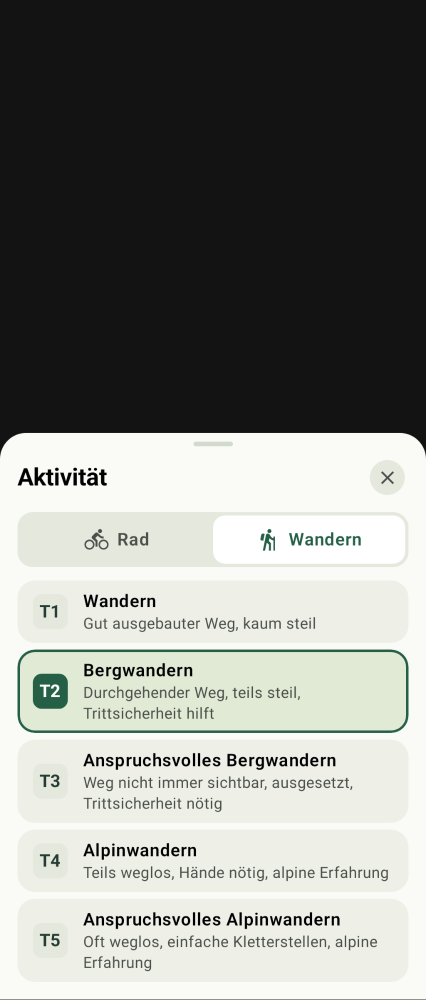 Aktivität
Rad
Wandern
T1
Wandern
Gut ausgebauter Weg, kaum steil
T2
Bergwandern
Durchgehender Weg, teils steil,
Trittsicherheit hilft
T3
Anspruchsvolles Bergwandern
Weg nicht immer sichtbar, ausgesetzt,
Trittsicherheit nötig
T4
Alpinwandern
Teils weglos, Hände nötig, alpine Erfahrung
T5
Anspruchsvolles Alpinwandern
Oft weglos, einfache Kletterstellen, alpine
Erfahrung